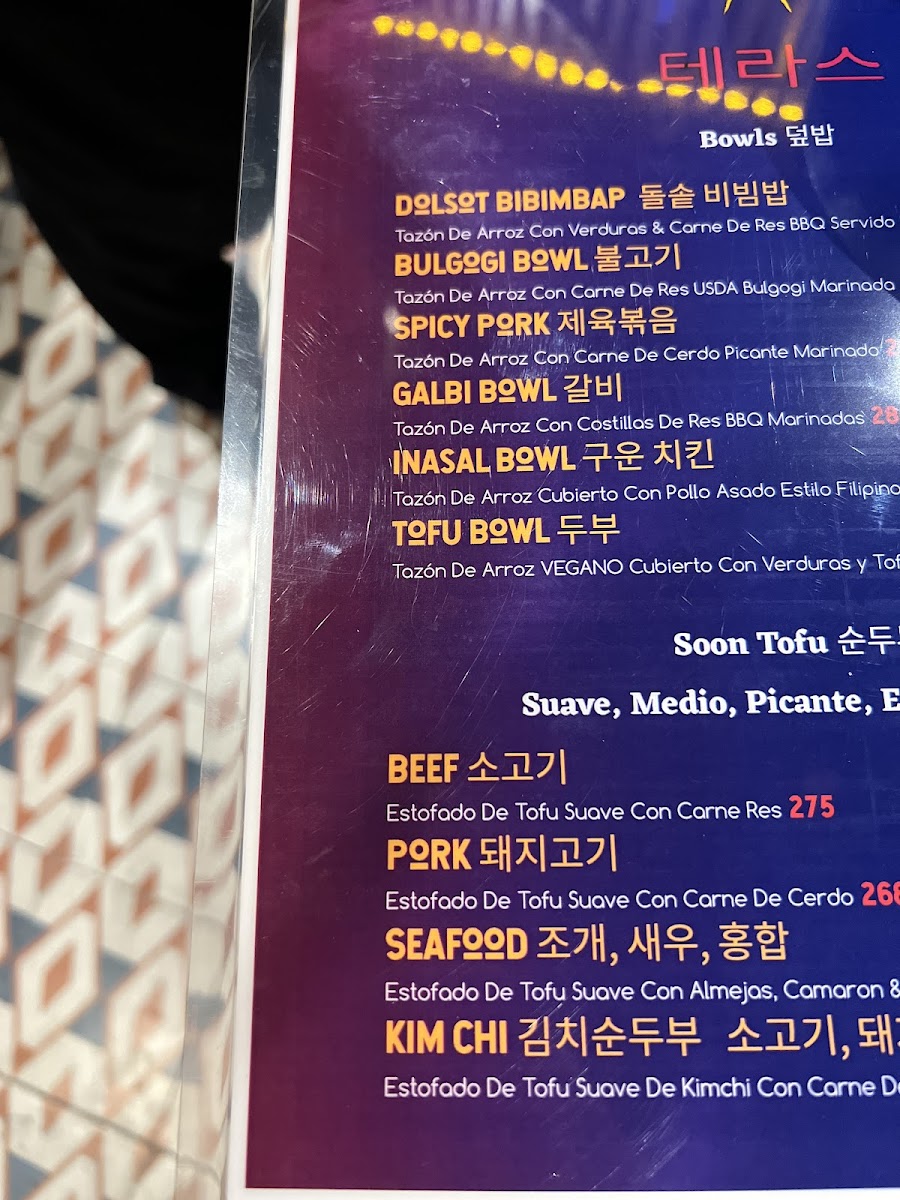 테라스
Bowls 덮밥
DOLSOT BIBIMBAP 돌솥 비빔밥
Tazón De Arroz Con Verduras & Carne De Res BBQ Servido
BULGOGI BOWL 불고기
Tazón De Arroz Con Carne De Res USDA Bulgogi Marinada
SPICY PORK 제육볶음
Tazón De Arroz Con Carne De Cerdo Picante Marinado
GALBI BOWL 갈비
Tazón De Arroz Con Costillas De Res BBQ Marinadas
INASAL BOWL 구운 치킨
Tazón De Arroz Cubierto Con Pollo Asado Estilo Filipino
TOFU BOWL 두부
Tazón De Arroz VEGANO Cubierto Con Verduras y
Soon Tofu
Suave, Medio, Picante,
BEEF 소고기
Estofado De Tofu Suave Con Carne Res 275
PORK 돼지고기
Estofado De Tofu Suave Con Carne De Cerdo 268
SEAFOOD 조개, 새우, 홍합
Estofado De Tofu Suave Con Almejas, Camaron &
KIM CHI 김치순두부 소고기,
Estofado De Tofu Suave De Kimchi Con Carne